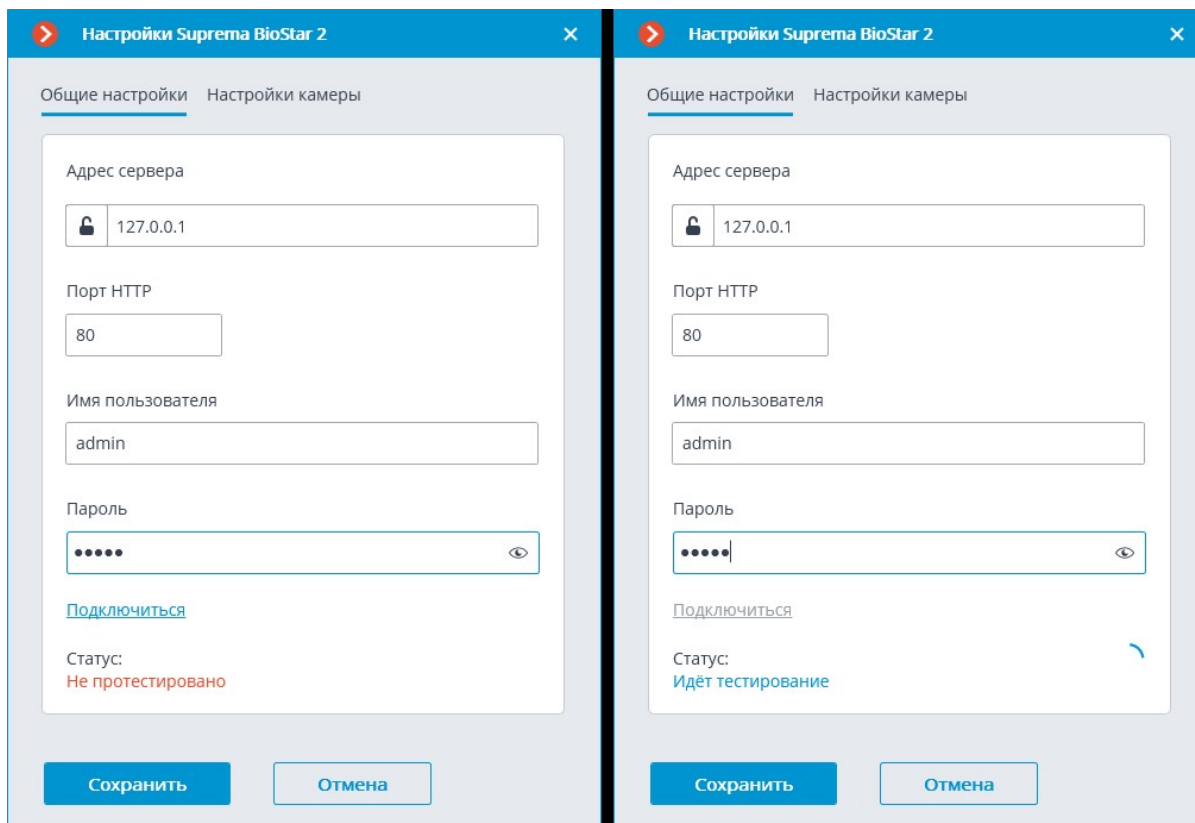 Настройки Suprema BioStar 2
Общие настройки Настройки камеры
Адрес сервера
127.0.0.1
Порт HTTP
80
Имя пользователя
admin
Пароль
•••••
Подключиться
Статус:
Не протестировано
Сохранить Отмена
Настройки Suprema BioStar 2
Общие настройки Настройки камеры
Адрес сервера
127.0.0.1
Порт HTTP
80
Имя пользователя
admin
Пароль
•••••
Подключиться
Статус:
Идёт тестирование
Сохранить Отмена